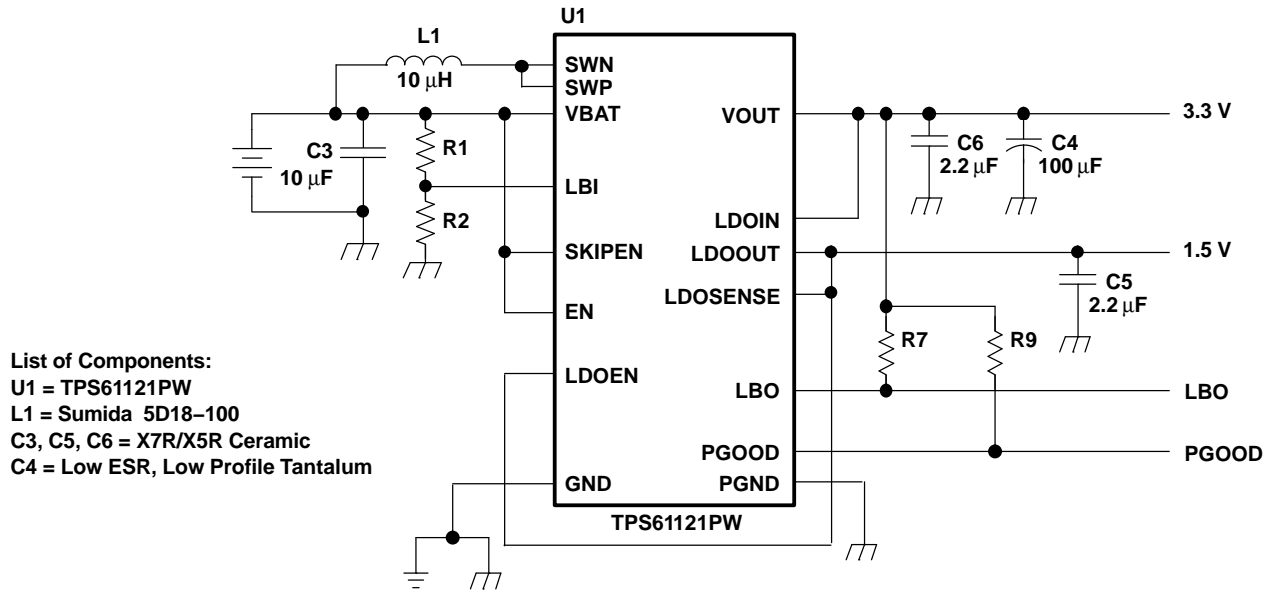 U1
L1
10 μH
SWN
SWP
VBAT
VOUT
3.3 V
C3
10 μF
R1
C6
2.2 μF
C4
100 μF
LBI
R2
LDOIN
SKIPEN
LDOOUT
1.5 V
LDOSENSE
C5
2.2 μF
EN
R7
R9
List of Components:
U1 = TPS61121PW
L1 = Sumida 5D18–100
C3, C5, C6 = X7R/X5R Ceramic
C4 = Low ESR, Low Profile Tantalum
LDOEN
LBO
LBO
PGOOD
PGOOD
GND
PGND
TPS61121PW